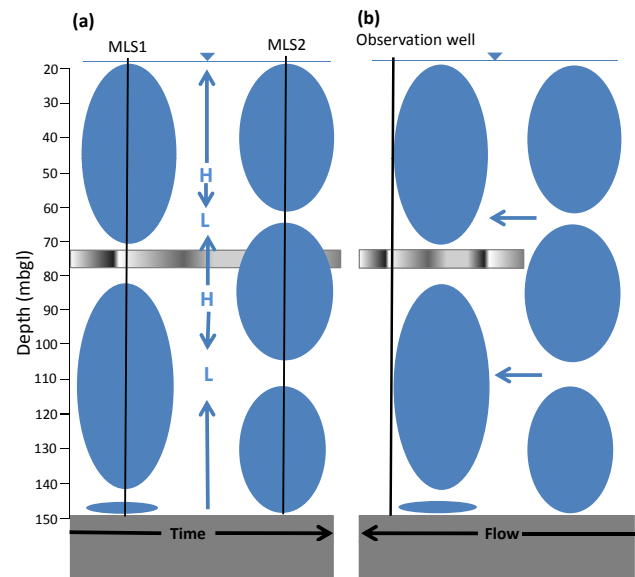 (a)
(b)
MLS1
MLS2
Observation well
Depth (mbgl)
20
30
40
50
60
70
80
90
100
110
120
130
140
150
H
L
H
L
Time
Flow